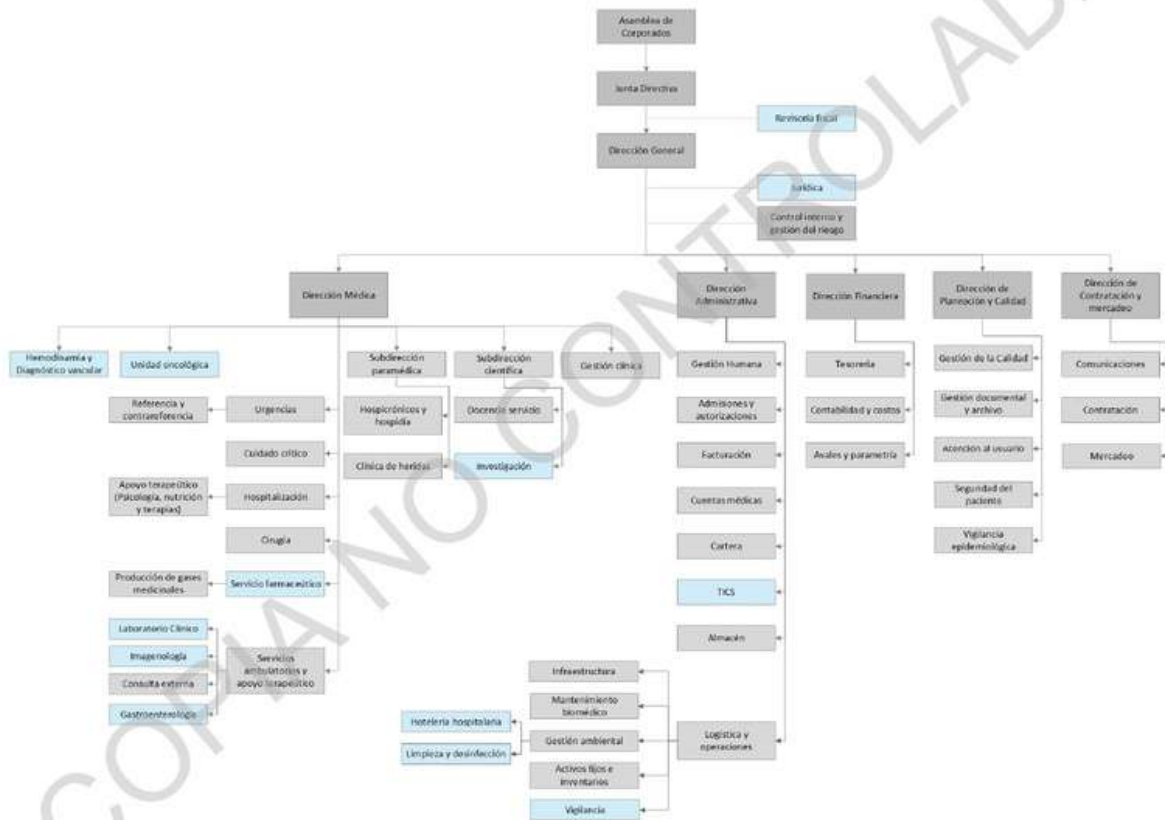 Asamblea de
Corporados
Junta Directiva
Revisoría fiscal
Dirección General
Jurídica
Control interno y
gestión del riesgo
Dirección Médica
Dirección
Administrativa
Dirección Financiera
Dirección de
Planeación y Calidad
Dirección de
Contratación y
mercadeo
Hemodinamia y
Diagnóstico vascular
Unidad oncológica
Subdirección
paramédica
Subdirección
científica
Gestión clínica
Gestión Humana
Tesorería
Gestión de la Calidad
Comunicaciones
Referencia y
contrareferencia
Urgencias
Hospicrónicos y
hospidía
Docencia servicio
Admisiones y
autorizaciones
Contabilidad y costos
Gestión documental
y archivo
Contratación
Cuidado crítico
Clínica de heridas
Investigación
Facturación
Avales y parametría
Atención al usuario
Mercadeo
Apoyo terapeútico
(Psicología, nutrición
y terapias)
Hospitalización
Cuentas médicas
Seguridad del
paciente
Cirugía
Cartera
Vigilancia
epidemiológica
Producción de gases
medicinales
Servicio farmaceútico
TICS
Laboratorio Clínico
Imagenología
Consulta externa
Gastroenterología
Servicios
ambulatorios y
apoyo terapeútico
Almacén
Infraestructura
Mantenimiento
biomédico
Hotelería hospitalaria
Limpieza y desinfección
Gestión ambiental
Logística y
operaciones
Activos fijos e
inventarios
Vigilancia
COPIA NO CONTROLADA